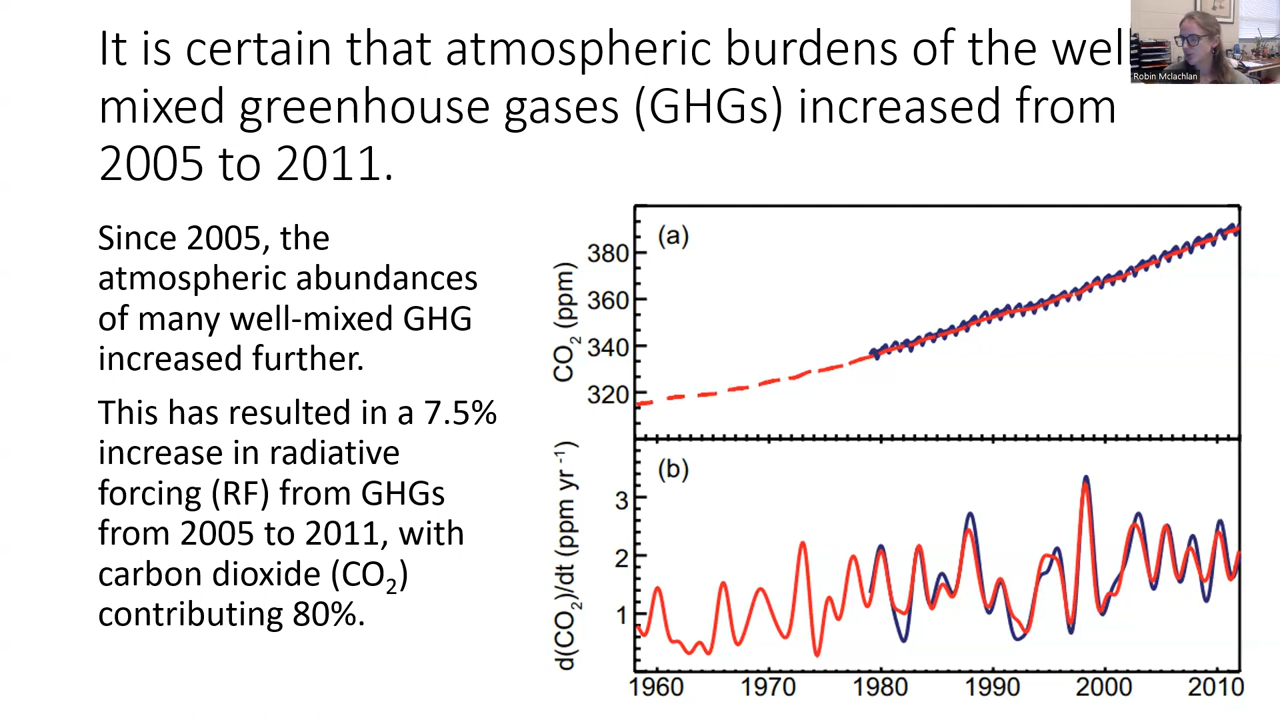 It is certain that atmospheric burdens of the wel
mixed greenhouse gases (GHGs) increased from
2005 to 2011.
Robin Mclachlan
Since 2005, the
atmospheric abundances
of many well-mixed GHG
increased further.
This has resulted in a 7.5%
increase in radiative
forcing (RF) from GHGs
from 2005 to 2011, with
carbon dioxide (CO₂)
contributing 80%.
(a)
CO₂ (ppm)
380
360
340
320
(b)
d(CO₂)/dt (ppm yr⁻¹)
3
2
1
1960 1970 1980 1990 2000 2010